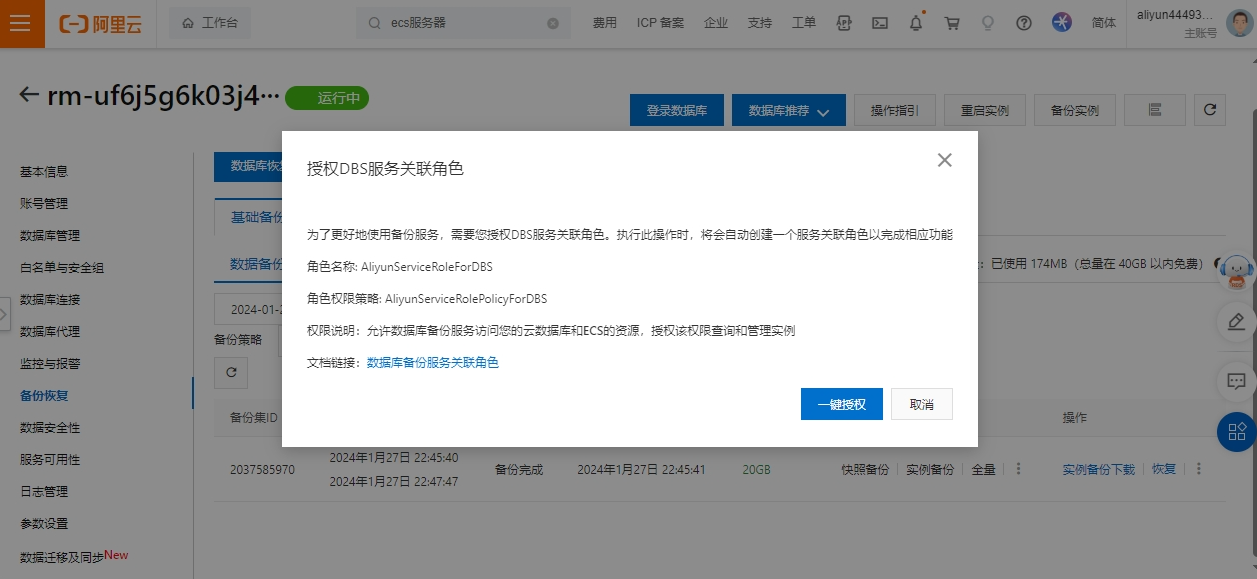 阿里云
工作台
ecs服务器
费用
ICP 备案
企业
支持
工单
简体
aliyun44493...
主账号
rm-uf6j5g6k03j4···
运行中
登录数据库
数据库推荐
操作指引
重启实例
备份实例
基本信息
账号管理
数据库管理
白名单与安全组
数据库连接
数据库代理
监控与报警
备份恢复
数据安全性
服务可用性
日志管理
参数设置
数据迁移及同步New
数据库恢
基础备份
数据备份
：已使用 174MB（总量在 40GB 以内免费）
2024-01-2
备份策略
授权DBS服务关联角色
为了更好地使用备份服务，需要您授权DBS服务关联角色。执行此操作时，将会自动创建一个服务关联角色以完成相应功能
角色名称: AliyunServiceRoleForDBS
角色权限策略: AliyunServiceRolePolicyForDBS
权限说明：允许数据库备份服务访问您的云数据库和ECS的资源，授权该权限查询和管理实例
文档链接：数据库备份服务关联角色
一键授权
取消
备份集ID
操作
2037585970
2024年1月27日 22:45:40
2024年1月27日 22:47:47
备份完成
2024年1月27日 22:45:41
20GB
快照备份
实例备份
全量
实例备份下载
恢复